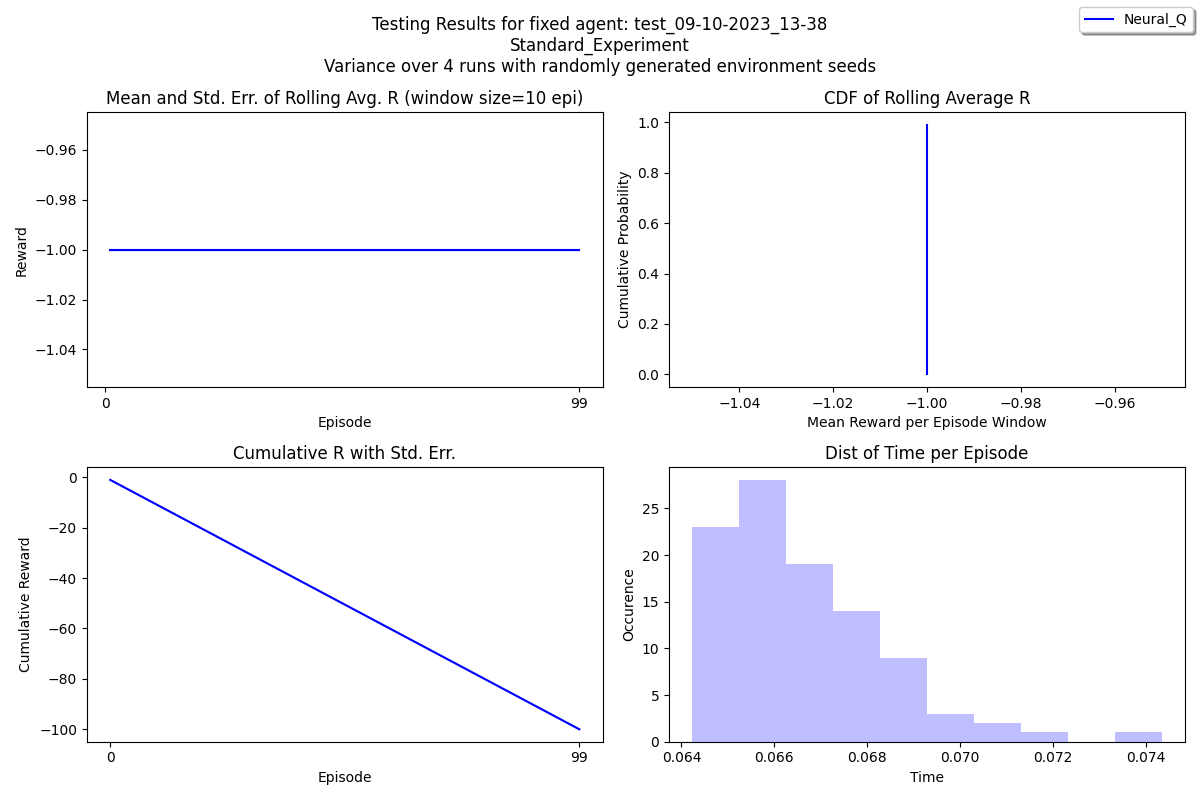 Testing Results for fixed agent: test_09-10-2023_13-38
Standard_Experiment
Variance over 4 runs with randomly generated environment seeds
Neural_Q
Mean and Std. Err. of Rolling Avg. R (window size=10 epi)
−0.96
−0.98
−1.00
−1.02
−1.04
Reward
0 99
Episode
CDF of Rolling Average R
1.0
0.8
0.6
0.4
0.2
0.0
Cumulative Probability
−1.04 −1.02 −1.00 −0.98 −0.96
Mean Reward per Episode Window
Cumulative R with Std. Err.
0
−20
−40
−60
−80
−100
Cumulative Reward
0 99
Episode
Dist of Time per Episode
25
20
15
10
5
0
Occurence
0.064 0.066 0.068 0.070 0.072 0.074
Time